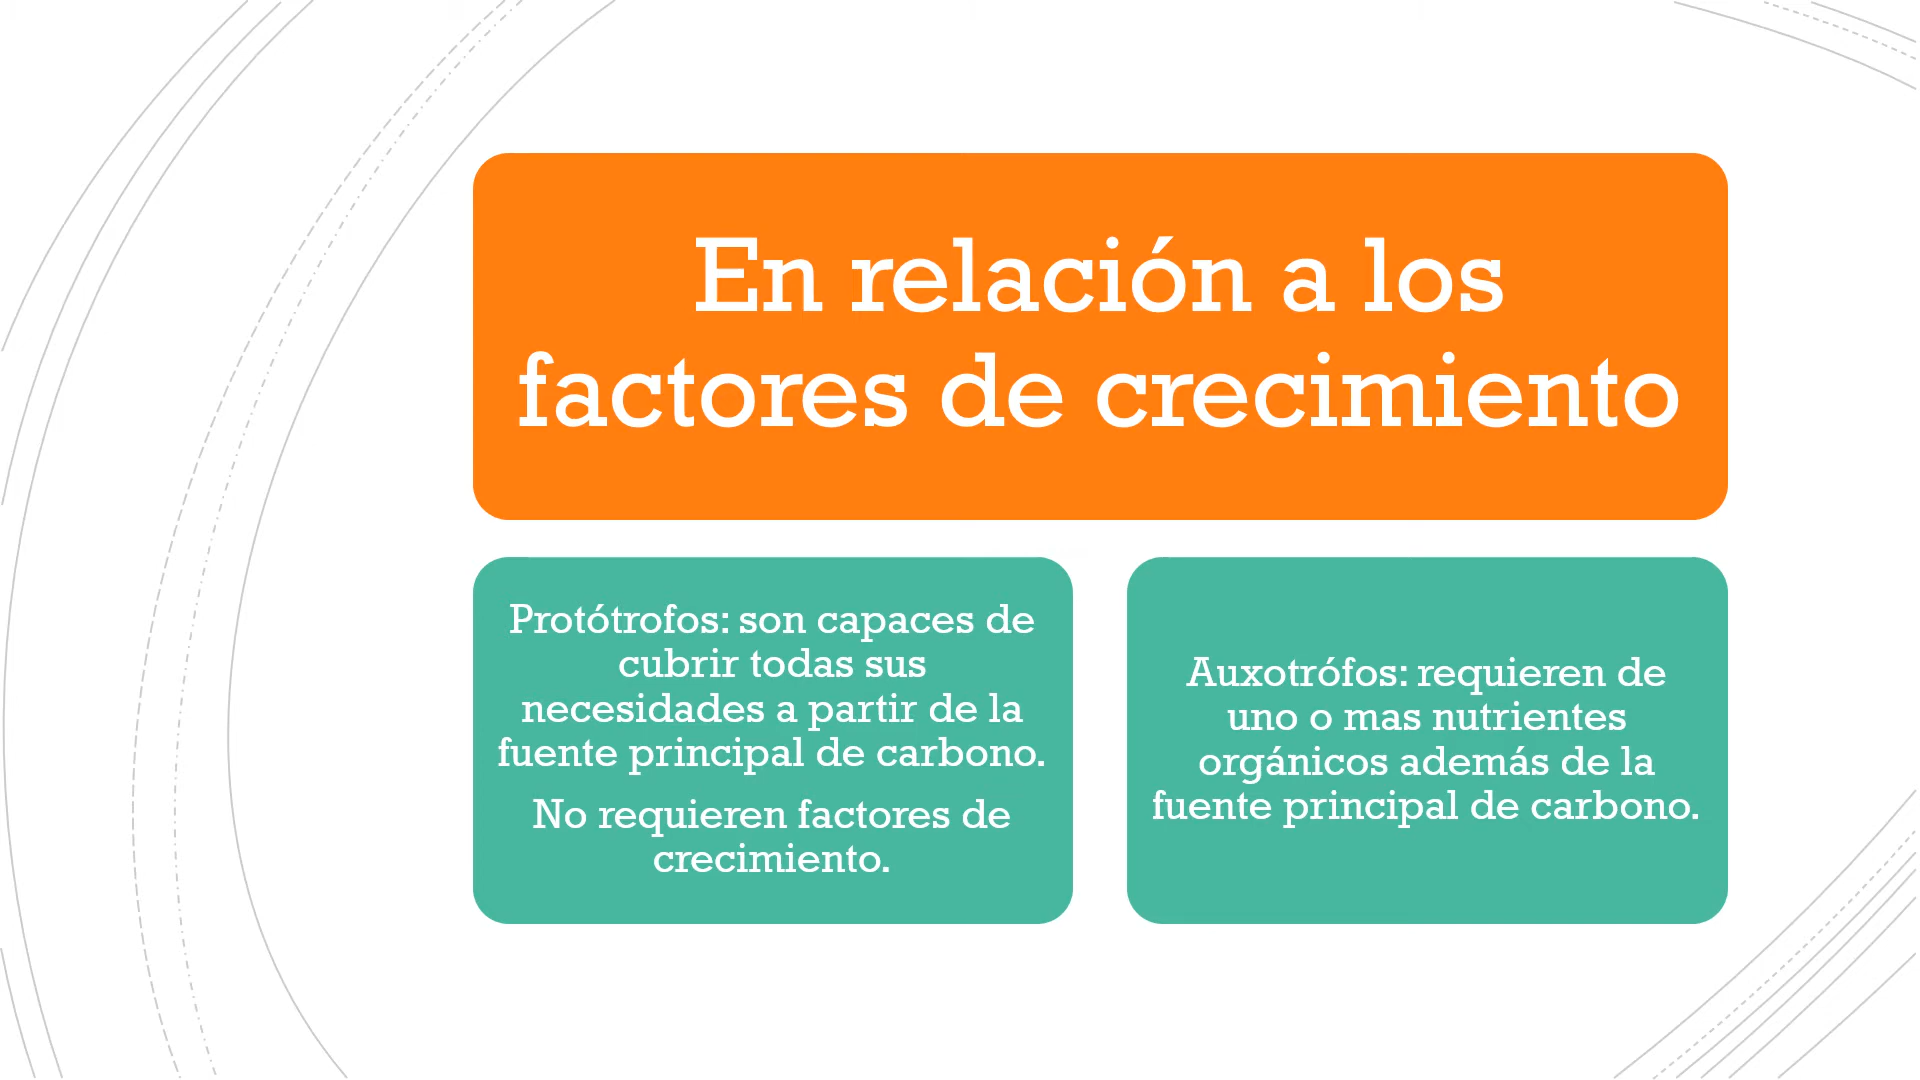 En relación a los
factores de crecimiento
Protótrofos: son capaces de
cubrir todas sus
necesidades a partir de la
fuente principal de carbono.
No requieren factores de
crecimiento.
Auxotrófos: requieren de
uno o mas nutrientes
orgánicos además de la
fuente principal de carbono.